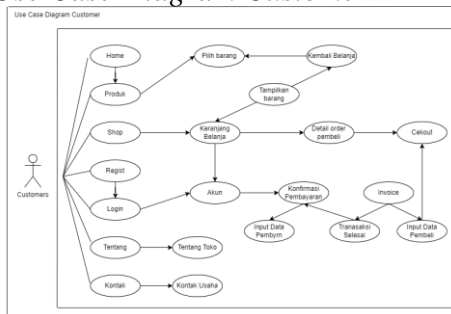 Use Case Diagram Customer
Home
Pilih barang
Kembali Belanja
Produk
Tampilkan
barang
Shop
Keranjang
Belanja
Detail order
pembeli
Cekout
Regist
Customers
Login
Akun
Konfirmasi
Pembayaran
Invoice
Input Data
Pembyrn
Tranasaksi
Selesai
Input Data
Pembeli
Tentang
Tentang Toko
Kontak
Kontak Usaha